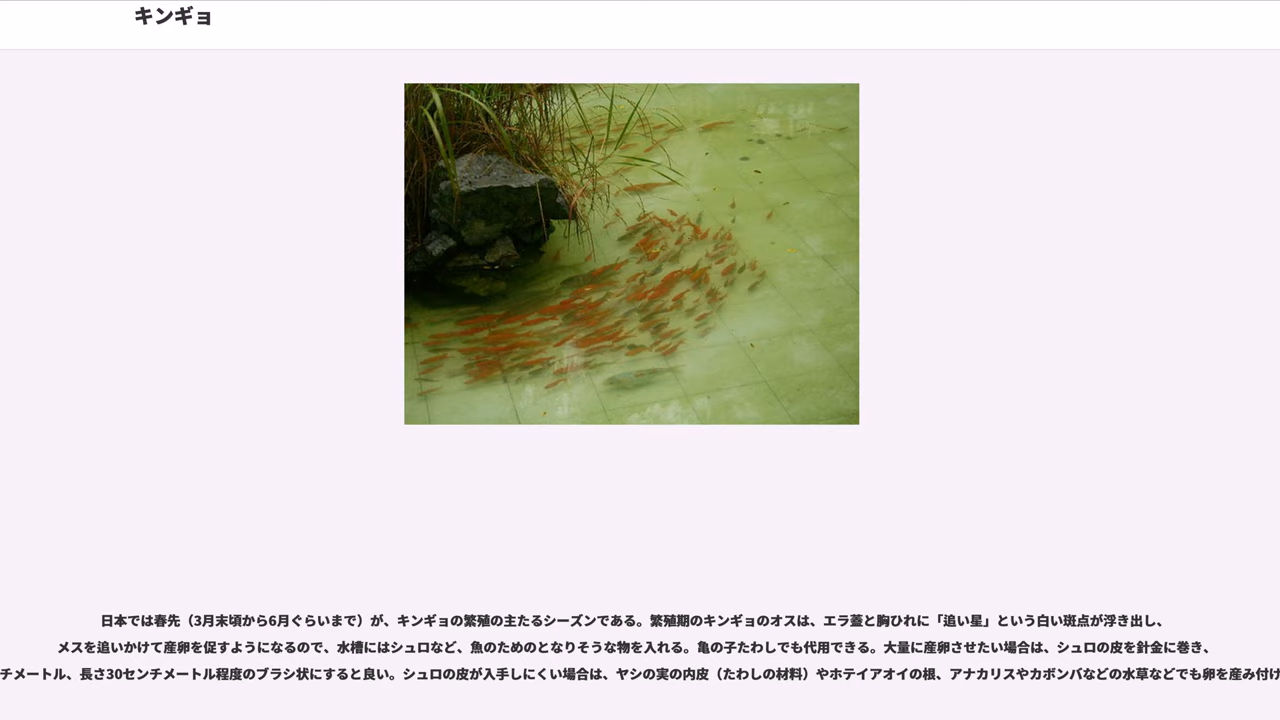 キンギョ
日本では春先（3月末頃から6月ぐらいまで）が、キンギョの繁殖の主たるシーズンである。繁殖期のキンギョのオスは、エラ蓋と胸ひれに「追い星」という白い斑点が浮き出し、
メスを追いかけて産卵を促すようになるので、水槽にはシュロなど、魚のためのとなりそうな物を入れる。亀の子たわしでも代用できる。大量に産卵させたい場合は、シュロの皮を針金に巻き、
チメートル、長さ30センチメートル程度のブラシ状にすると良い。シュロの皮が入手しにくい場合は、ヤシの実の内皮（たわしの材料）やホテイアオイの根、アナカリスやカボンバなどの水草などでも卵を産み付け